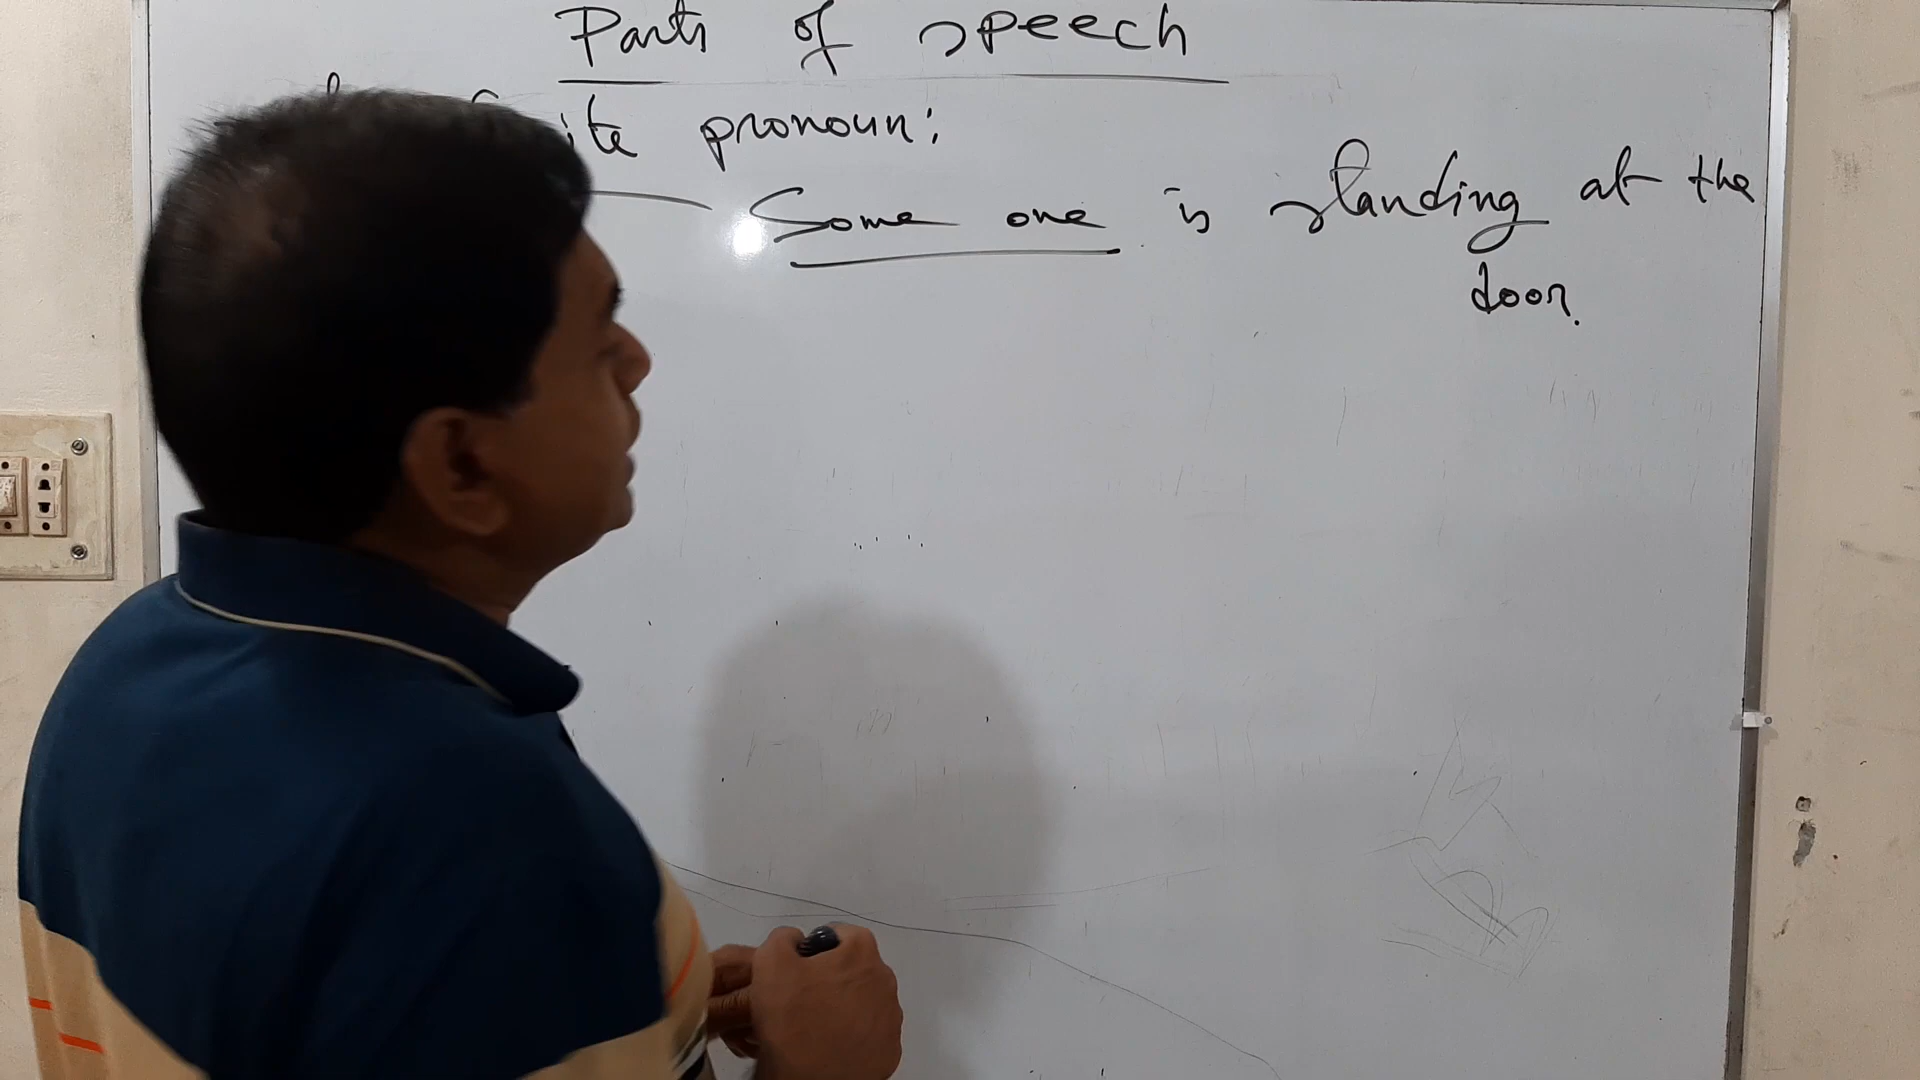 Parts of speech
pronoun:
Some one is standing at the
door.